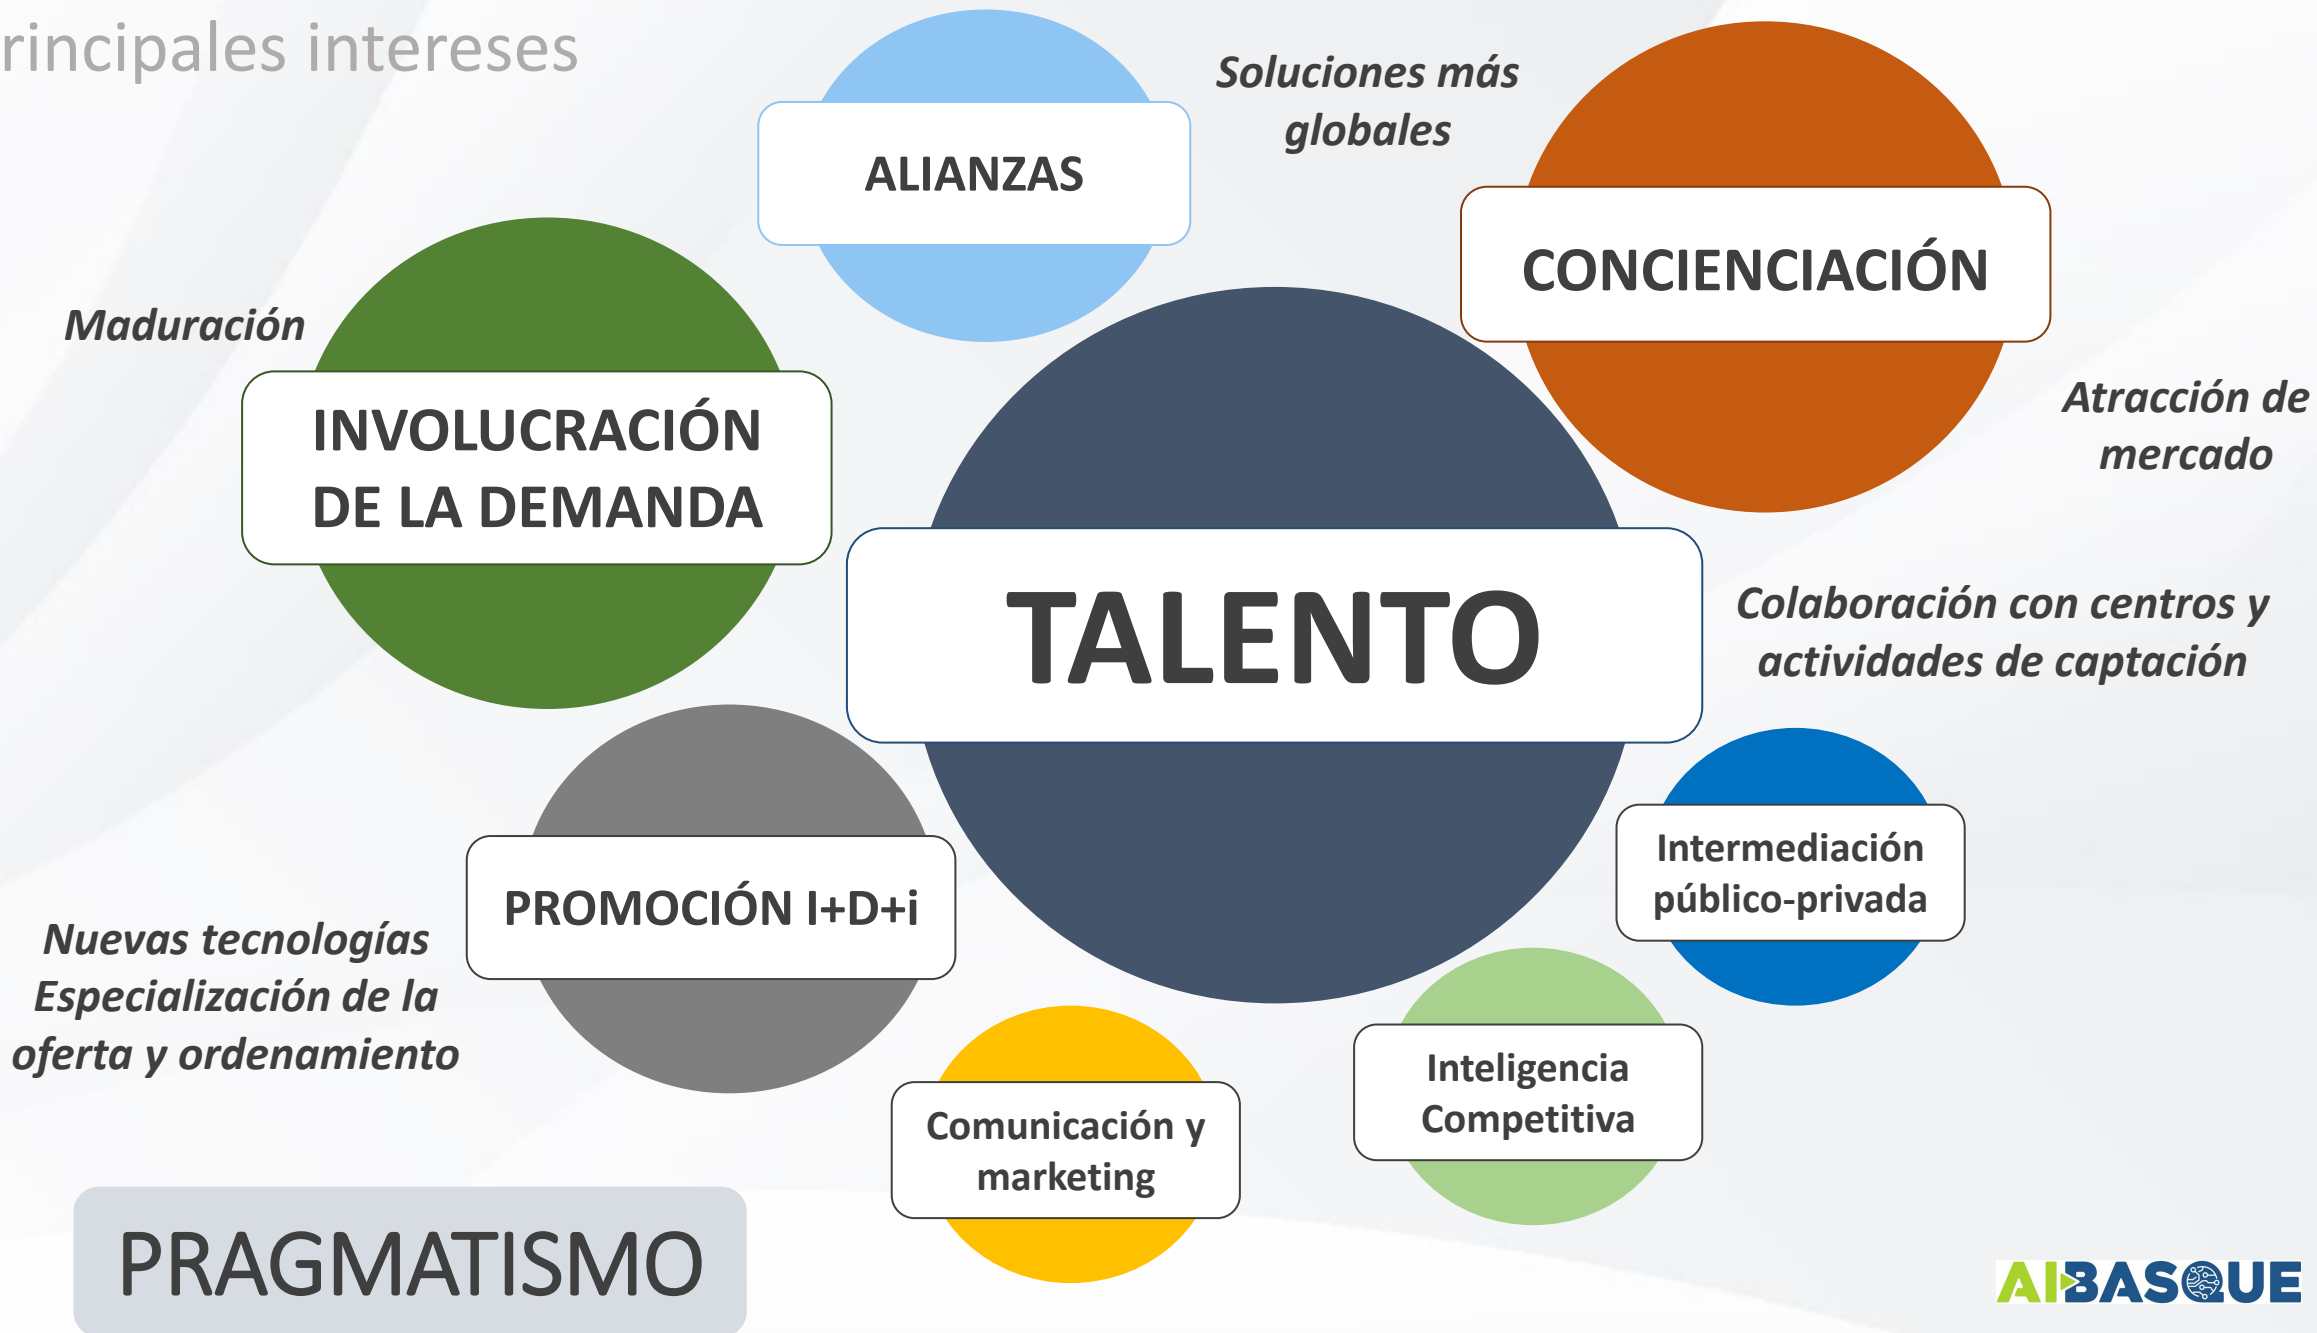 rincipales intereses
Soluciones más
globales
ALIANZAS
CONCIENCIACIÓN
Maduración
INVOLUCRACIÓN
DE LA DEMANDA
Atracción de
mercado
TALENTO
Colaboración con centros y
actividades de captación
Intermediación
público-privada
PROMOCIÓN I+D+i
Nuevas tecnologías
Especialización de la
oferta y ordenamiento
Inteligencia
Competitiva
Comunicación y
marketing
PRAGMATISMO
AIBASQUE